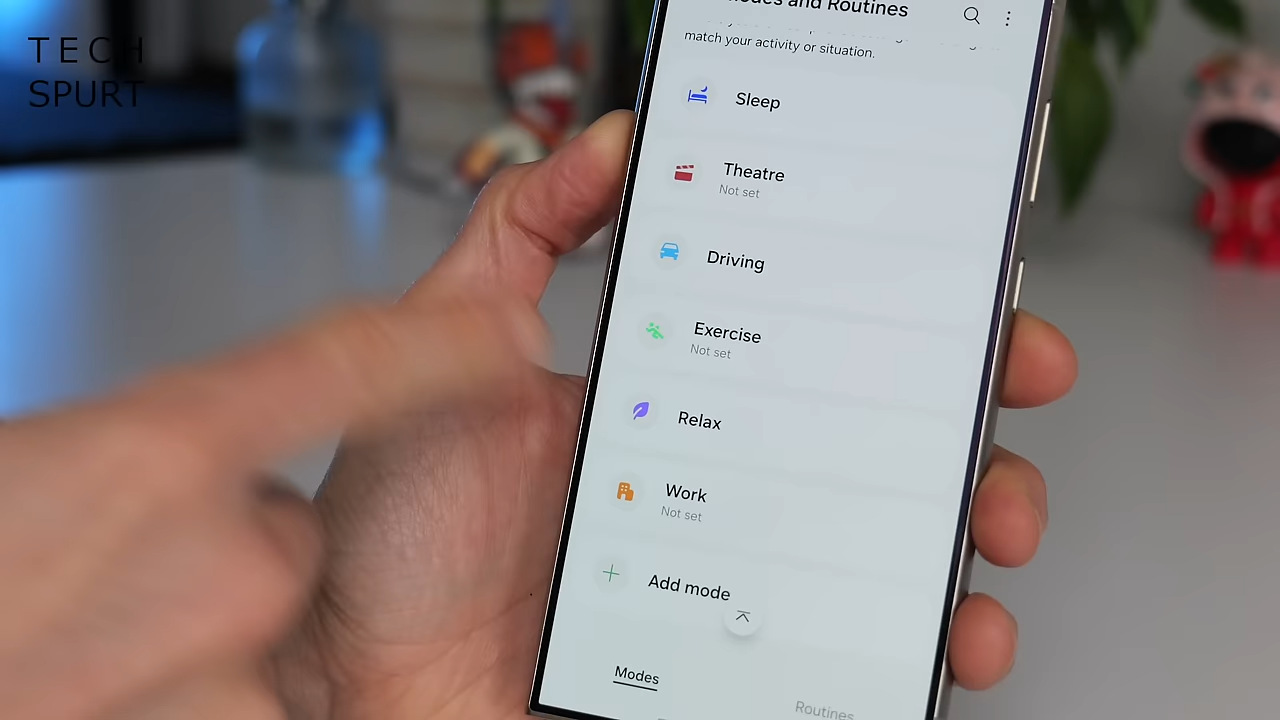 TECH
SPURT
Modes and Routines
match your activity or situation.
Sleep
Theatre
Not set
Driving
Exercise
Not set
Relax
Work
Not set
Add mode
Modes
Routines